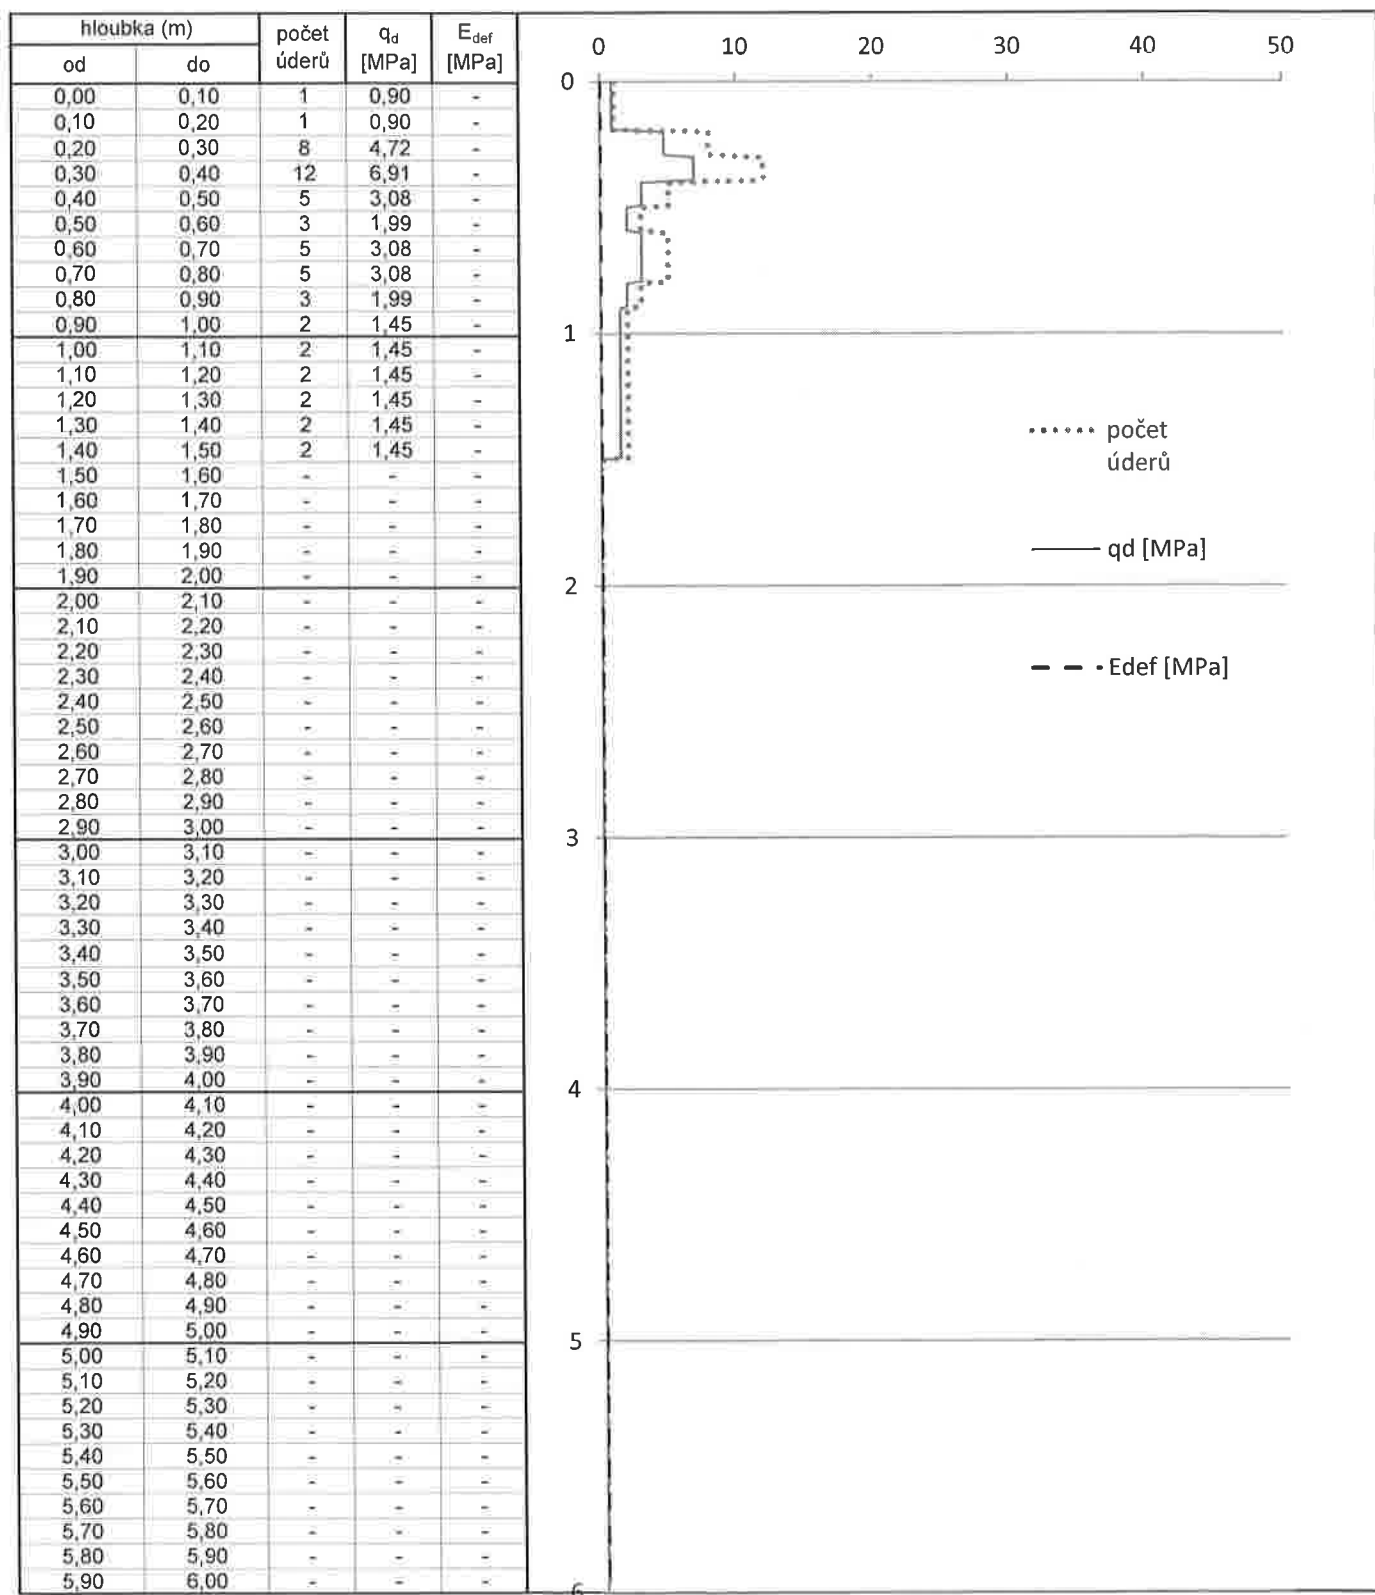 hloubka (m) počet úderů qd [MPa] Edef [MPa]
od do
0,00 0,10 1 0,90 -
0,10 0,20 1 0,90 -
0,20 0,30 8 4,72 -
0,30 0,40 12 6,91 -
0,40 0,50 5 3,08 -
0,50 0,60 3 1,99 -
0,60 0,70 5 3,08 -
0,70 0,80 5 3,08 -
0,80 0,90 3 1,99 -
0,90 1,00 2 1,45 -
1,00 1,10 2 1,45 -
1,10 1,20 2 1,45 -
1,20 1,30 2 1,45 -
1,30 1,40 2 1,45 -
1,40 1,50 2 1,45 -
1,50 1,60 - - -
1,60 1,70 - - -
1,70 1,80 - - -
1,80 1,90 - - -
1,90 2,00 - - -
2,00 2,10 - - -
2,10 2,20 - - -
2,20 2,30 - - -
2,30 2,40 - - -
2,40 2,50 - - -
2,50 2,60 - - -
2,60 2,70 - - -
2,70 2,80 - - -
2,80 2,90 - - -
2,90 3,00 - - -
3,00 3,10 - - -
3,10 3,20 - - -
3,20 3,30 - - -
3,30 3,40 - - -
3,40 3,50 - - -
3,50 3,60 - - -
3,60 3,70 - - -
3,70 3,80 - - -
3,80 3,90 - - -
3,90 4,00 - - -
4,00 4,10 - - -
4,10 4,20 - - -
4,20 4,30 - - -
4,30 4,40 - - -
4,40 4,50 - - -
4,50 4,60 - - -
4,60 4,70 - - -
4,70 4,80 - - -
4,80 4,90 - - -
4,90 5,00 - - -
5,00 5,10 - - -
5,10 5,20 - - -
5,20 5,30 - - -
5,30 5,40 - - -
5,40 5,50 - - -
5,50 5,60 - - -
5,60 5,70 - - -
5,70 5,80 - - -
5,80 5,90 - - -
5,90 6,00 - - -
0 10 20 30 40 50
0
1
2
3
4
5
6
počet
úderů
qd [MPa]
Edef [MPa]